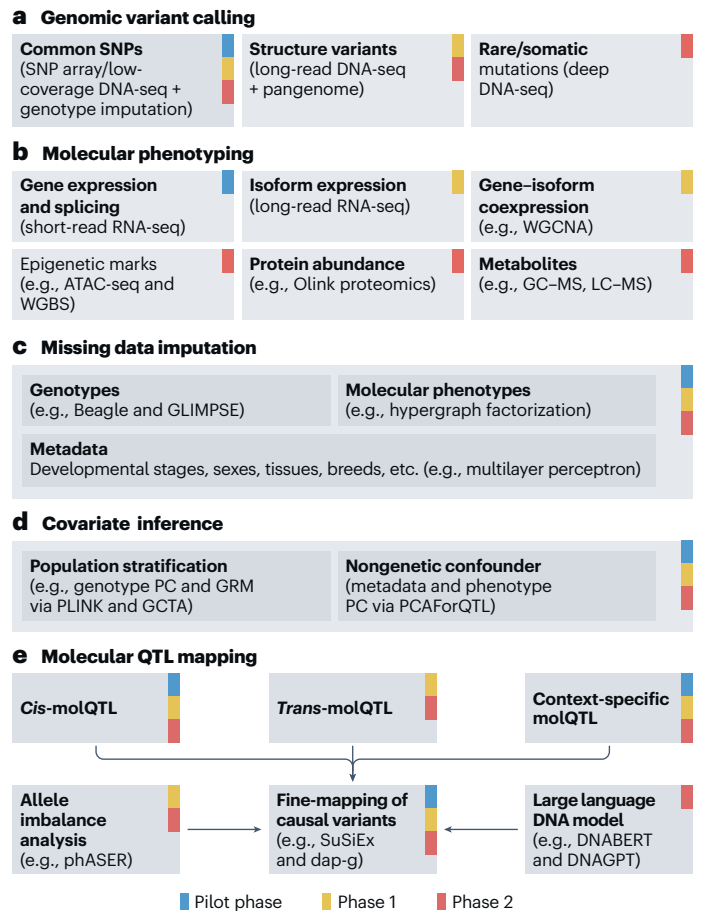 a Genomic variant calling
Common SNPs
(SNP array/low-
coverage DNA-seq +
genotype imputation)
Structure variants
(long-read DNA-seq
+ pangenome)
Rare/somatic
mutations (deep
DNA-seq)
b Molecular phenotyping
Gene expression
and splicing
(short-read RNA-seq)
Isoform expression
(long-read RNA-seq)
Gene–isoform
coexpression
(e.g., WGCNA)
Epigenetic marks
(e.g., ATAC-seq and
WGBS)
Protein abundance
(e.g., Olink proteomics)
Metabolites
(e.g., GC–MS, LC–MS)
c Missing data imputation
Genotypes
(e.g., Beagle and GLIMPSE)
Molecular phenotypes
(e.g., hypergraph factorization)
Metadata
Developmental stages, sexes, tissues, breeds, etc. (e.g., multilayer perceptron)
d Covariate inference
Population stratification
(e.g., genotype PC and GRM
via PLINK and GCTA)
Nongenetic confounder
(metadata and phenotype
PC via PCAForQTL)
e Molecular QTL mapping
Cis-molQTL
Trans-molQTL
Context-specific
molQTL
Allele
imbalance
analysis
(e.g., phASER)
Fine-mapping of
causal variants
(e.g., SuSiEx
and dap-g)
Large language
DNA model
(e.g., DNABERT
and DNAGPT)
Pilot phase
Phase 1
Phase 2